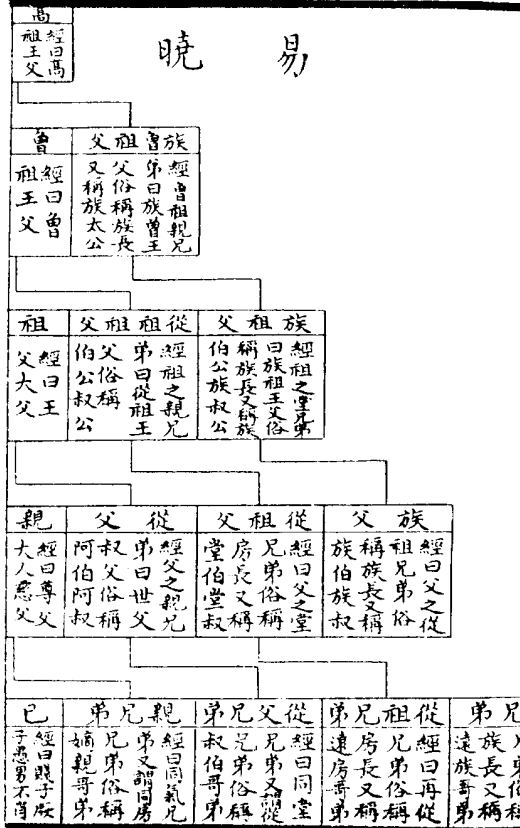 易曉
高
經曰高
祖王父
族曾祖父
經曾祖親兄
弟曰族曾王
父俗稱族長
又稱族太公
曾
經曰曾
祖王父
族祖父
經祖之堂兄弟
曰族祖王父俗
稱族長又稱族
伯公族叔公
從祖祖父
經祖之親兄
弟曰從祖王
父俗稱
伯公叔公
祖
經曰王
父大父
族父
經曰父之從
祖兄弟俗
稱族長又稱
族伯族叔
從祖父
經曰父之堂
兄弟俗稱
房長又稱
堂伯堂叔
從父
經父之親兄
弟曰世父
叔父俗稱
阿伯阿叔
親
經曰尊父
大人慈父
兄弟
族長又稱
遠族哥弟
從祖兄弟
經曰再從
兄弟俗稱
房長又稱
遠房哥弟
從父兄弟
經曰同堂
兄弟又謂從
兄弟俗稱
叔伯哥弟
親兄弟
經曰同氣兄
弟又謂同房
兄弟俗稱
嫡親哥弟
已
經曰賤子
子愚男不肖